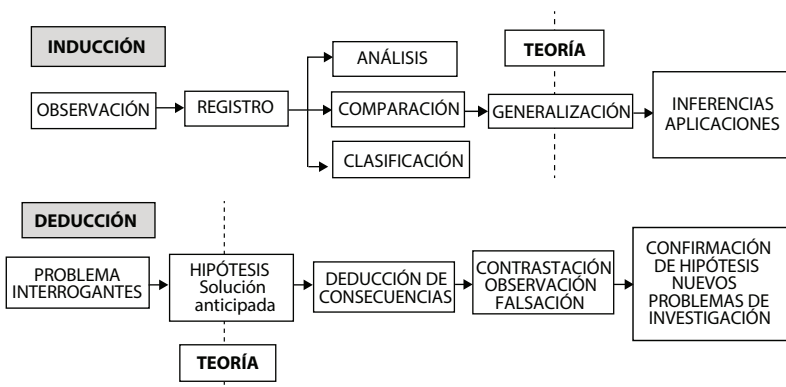 INDUCCIÓN
TEORÍA
OBSERVACIÓN
REGISTRO
ANÁLISIS
COMPARACIÓN
CLASIFICACIÓN
GENERALIZACIÓN
INFERENCIAS
APLICACIONES
DEDUCCIÓN
PROBLEMA
INTERROGANTES
HIPÓTESIS
Solución
anticipada
TEORÍA
DEDUCCIÓN DE
CONSECUENCIAS
CONTRASTACIÓN
OBSERVACIÓN
FALSACIÓN
CONFIRMACIÓN
DE HIPÓTESIS
NUEVOS
PROBLEMAS DE
INVESTIGACIÓN